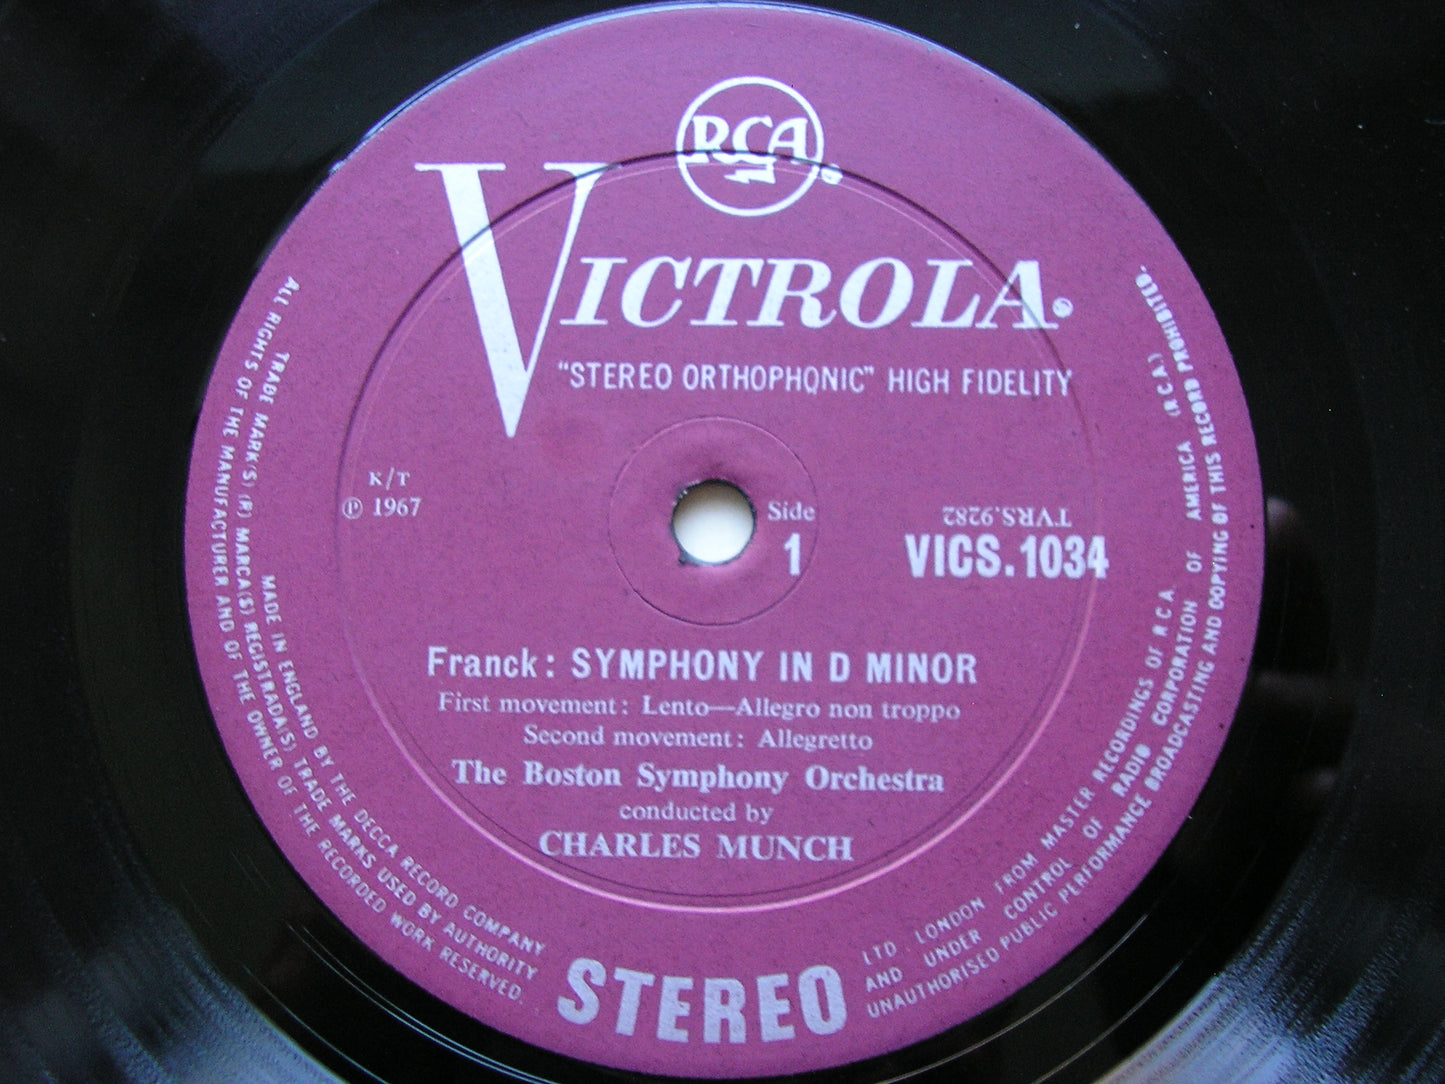 RCA
VICTROLA
"STEREO ORTHOPHONIC" HIGH FIDELITY
K/T
℗ 1967
Side
1
TVRS.9282
VICS.1034
Franck: SYMPHONY IN D MINOR
First movement: Lento—Allegro non troppo
Second movement: Allegretto
The Boston Symphony Orchestra
conducted by
CHARLES MUNCH
STEREO
ALL RIGHTS OF THE MANUFACTURER AND OF THE OWNER OF THE RECORDED WORK RESERVED.
TRADE MARK(S) (R) MARCA(S) REGISTRADA(S) TRADE MARKS USED BY AUTHORITY
MADE IN ENGLAND BY THE DECCA RECORD COMPANY
LTD. LONDON FROM MASTER RECORDINGS OF R.C.A.
AND UNDER CONTROL OF RADIO CORPORATION OF AMERICA (R.C.A.)
UNAUTHORISED PUBLIC PERFORMANCE BROADCASTING AND COPYING OF THIS RECORD PROHIBITED.